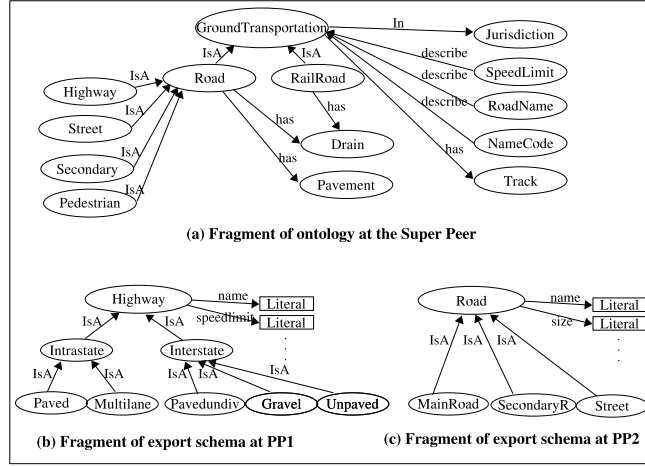 GroundTransportation
In
Jurisdiction
IsA
IsA
describe
Road
RailRoad
SpeedLimit
Highway
IsA
describe
has
RoadName
IsA
describe
Street
has
Drain
NameCode
IsA
Secondary
has
has
Pavement
Track
IsA
Pedestrian
(a) Fragment of ontology at the Super Peer
Highway
name
Literal
speedlimit
Literal
IsA
IsA
.
.
.
Intrastate
Interstate
IsA
IsA
IsA
IsA
IsA
Paved
Multilane
Pavedundiv
Gravel
Unpaved
(b) Fragment of export schema at PP1
Road
name
Literal
size
Literal
IsA
IsA
IsA
.
.
.
MainRoad
SecondaryR
Street
(c) Fragment of export schema at PP2